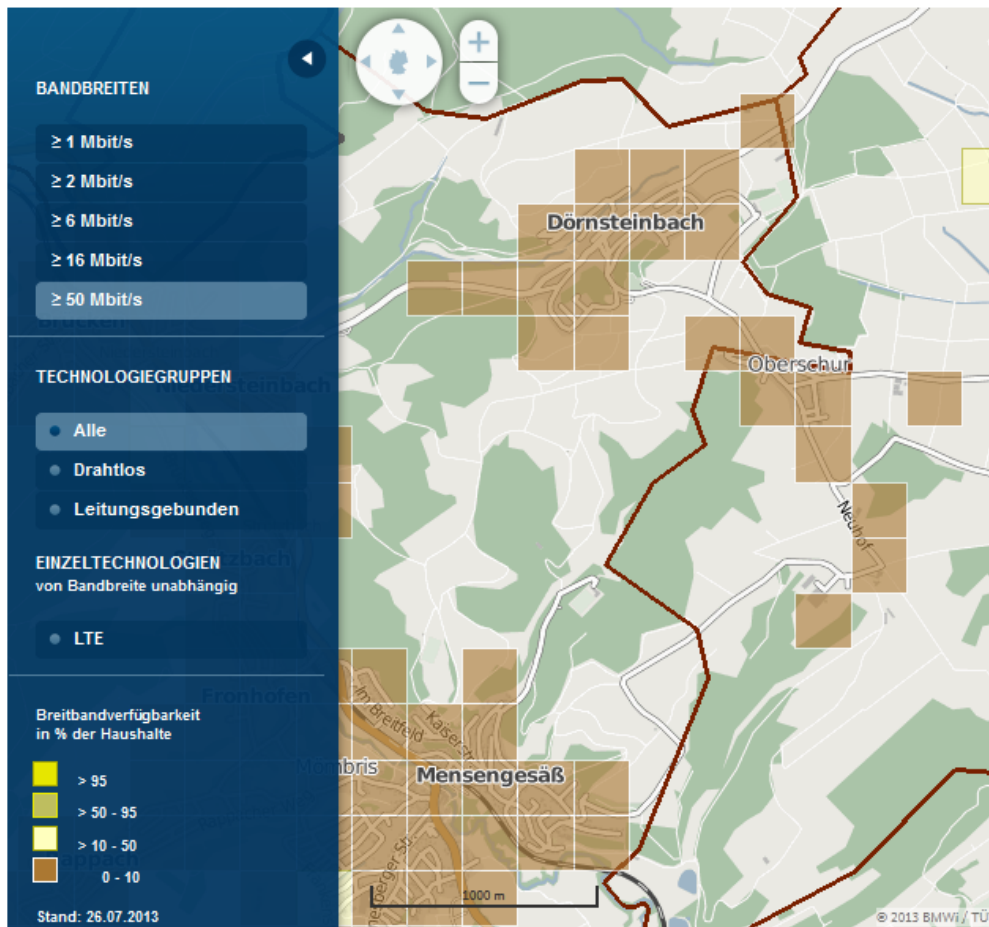 BANDBREITEN
≥ 1 Mbit/s
≥ 2 Mbit/s
≥ 6 Mbit/s
≥ 16 Mbit/s
≥ 50 Mbit/s
TECHNOLOGIEGRUPPEN
Alle
Drahtlos
Leitungsgebunden
EINZELTECHNOLOGIEN
von Bandbreite unabhängig
LTE
Fronhofen
Breitbandverfügbarkeit
in % der Haushalte
> 95
> 50 - 95
> 10 - 50
0 - 10
Stand: 26.07.2013
Dörnsteinbach
Oberschur
Neuhof
Im Breitfeld
Kaiserstr
Mömbris
Mensengesäß
1000 m
© 2013 BMWi / TÜ